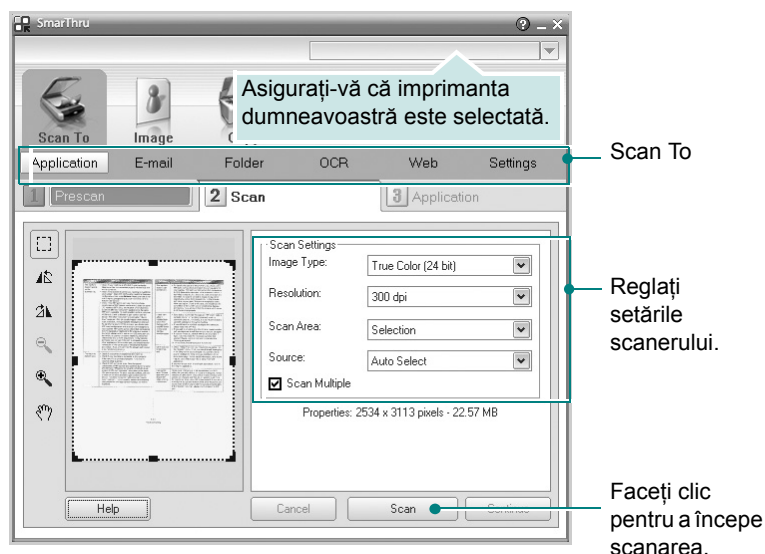 SmarThru
Asigurați-vă că imprimanta
dumneavoastră este selectată.
Scan To
Image
Application
E-mail
Folder
OCR
Web
Settings
Scan To
1 Prescan
2 Scan
3 Application
Scan Settings
Image Type:
True Color (24 bit)
Resolution:
300 dpi
Scan Area:
Selection
Source:
Auto Select
Scan Multiple
Properties: 2534 x 3113 pixels - 22.57 MB
Reglați
setările
scanerului.
Help
Cancel
Scan
Continue
Faceți clic
pentru a începe
scanarea.